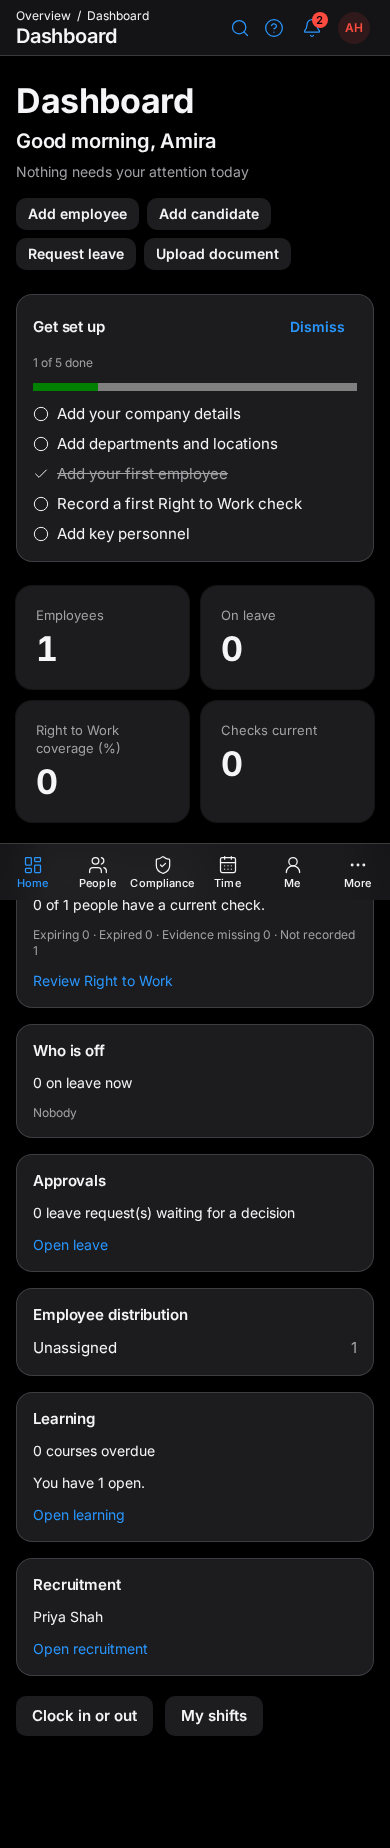 Overview / Dashboard
Dashboard
2
AH
Dashboard
Good morning, Amira
Nothing needs your attention today
Add employee
Add candidate
Request leave
Upload document
Get set up
Dismiss
1 of 5 done
Add your company details
Add departments and locations
Add your first employee
Record a first Right to Work check
Add key personnel
Employees
1
On leave
0
Right to Work
coverage (%)
0
Checks current
0
Home
People
Compliance
Time
Me
More
0 of 1 people have a current check.
Expiring 0 · Expired 0 · Evidence missing 0 · Not recorded
1
Review Right to Work
Who is off
0 on leave now
Nobody
Approvals
0 leave request(s) waiting for a decision
Open leave
Employee distribution
Unassigned
1
Learning
0 courses overdue
You have 1 open.
Open learning
Recruitment
Priya Shah
Open recruitment
Clock in or out
My shifts